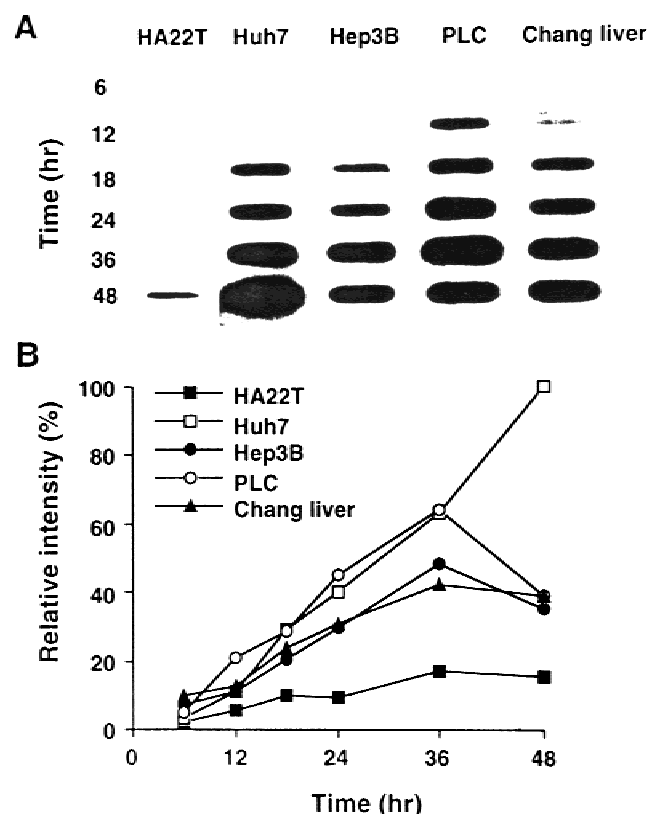 A
HA22T Huh7 Hep3B PLC Chang liver
Time (hr)
6
12
18
24
36
48
B
Relative intensity (%)
100
80
60
40
20
0
HA22T
Huh7
Hep3B
PLC
Chang liver
0 12 24 36 48
Time (hr)